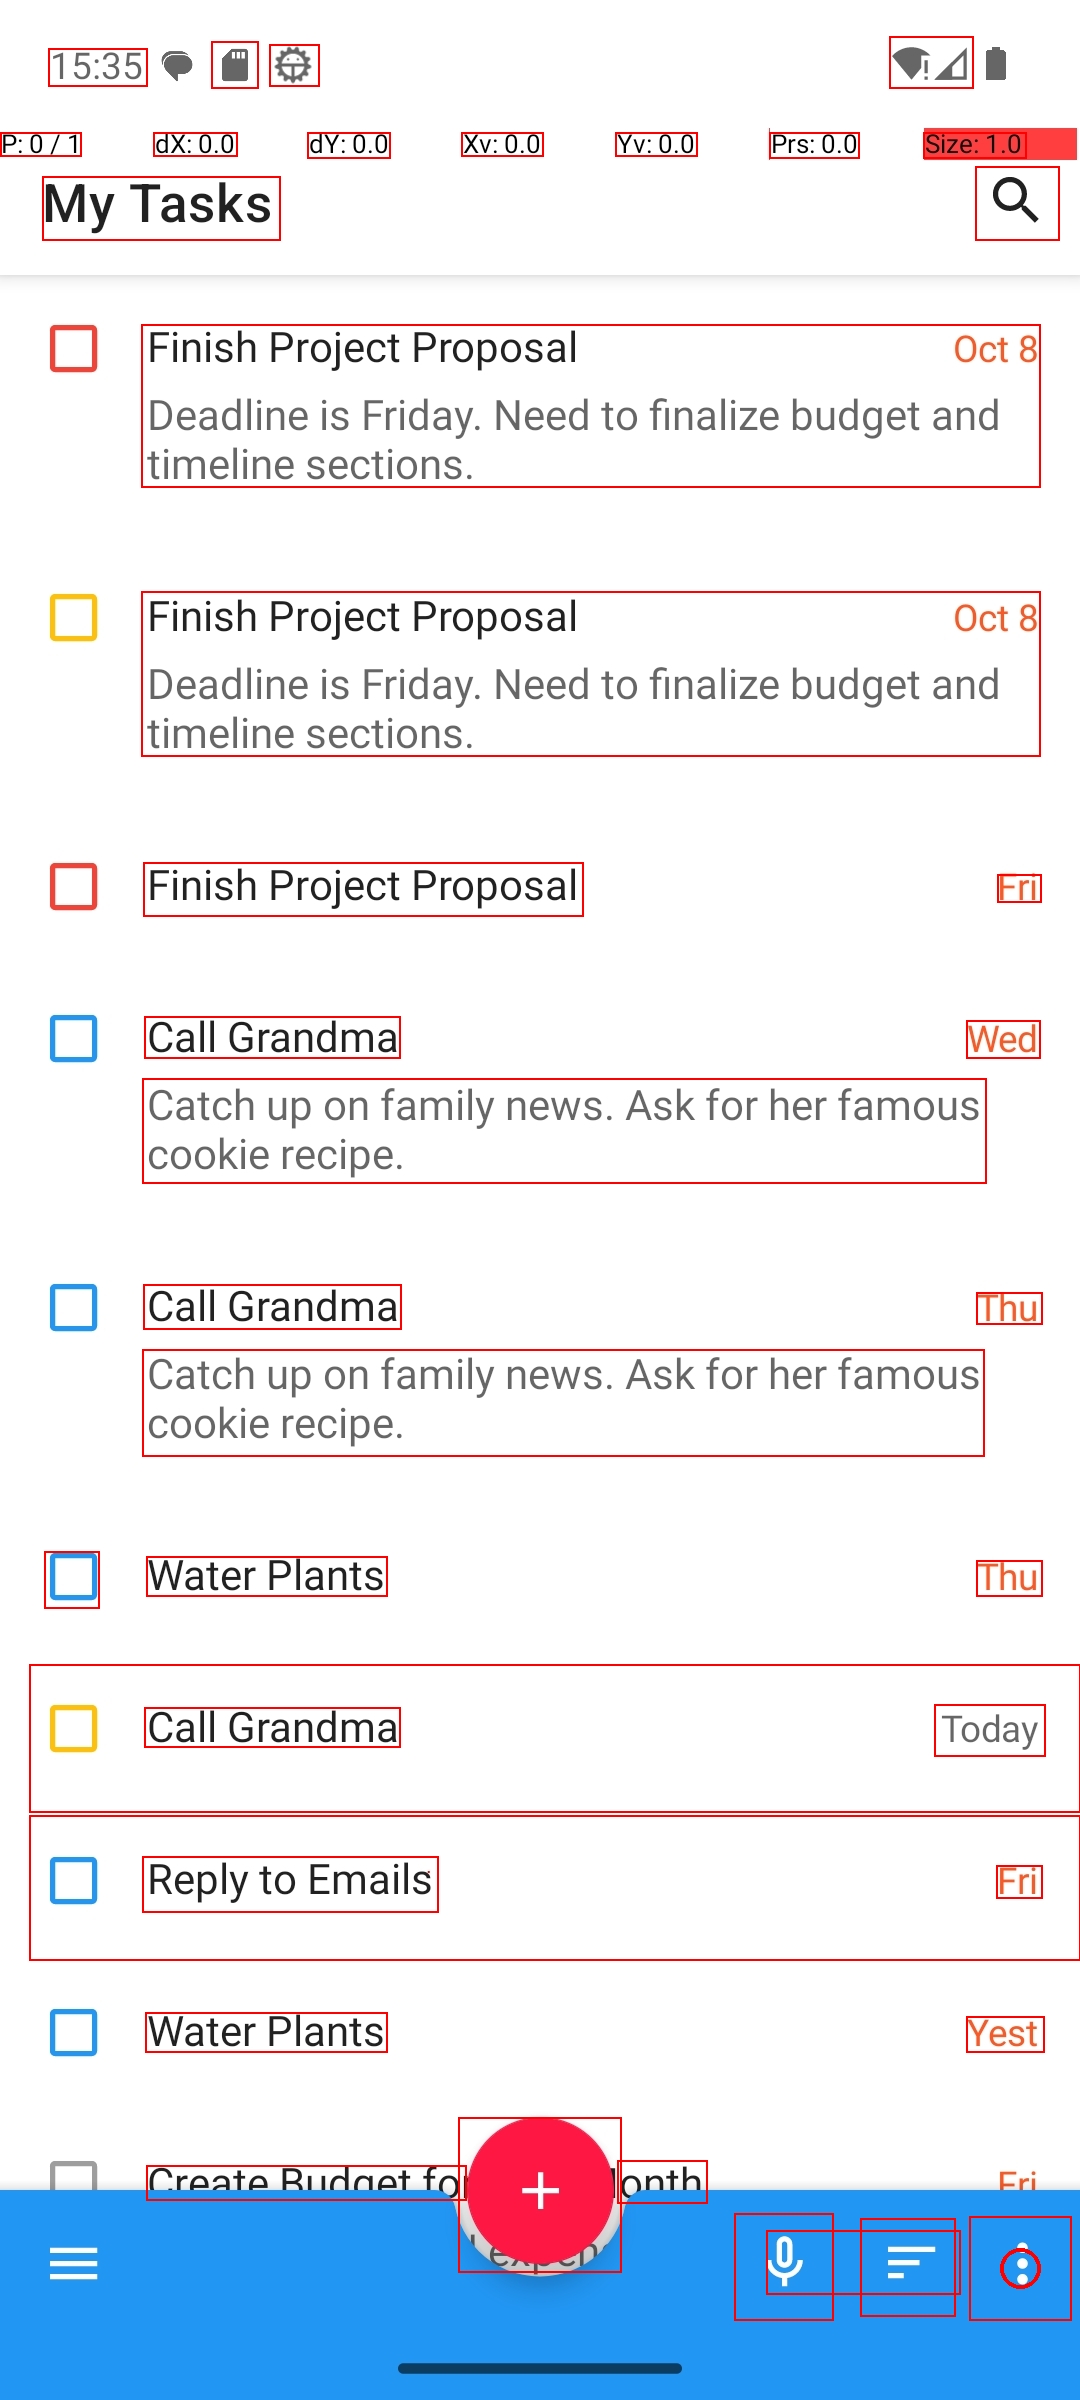 15:35
P: 0 / 1 dX: 0.0 dY: 0.0 Xv: 0.0 Yv: 0.0 Prs: 0.0 Size: 1.0
My Tasks
Finish Project Proposal Oct 8
Deadline is Friday. Need to finalize budget and
timeline sections.
Finish Project Proposal Oct 8
Deadline is Friday. Need to finalize budget and
timeline sections.
Finish Project Proposal Fri
Call Grandma Wed
Catch up on family news. Ask for her famous
cookie recipe.
Call Grandma Thu
Catch up on family news. Ask for her famous
cookie recipe.
Water Plants Thu
Call Grandma Today
Reply to Emails Fri
Water Plants Yest
Create Budget for onth Fri